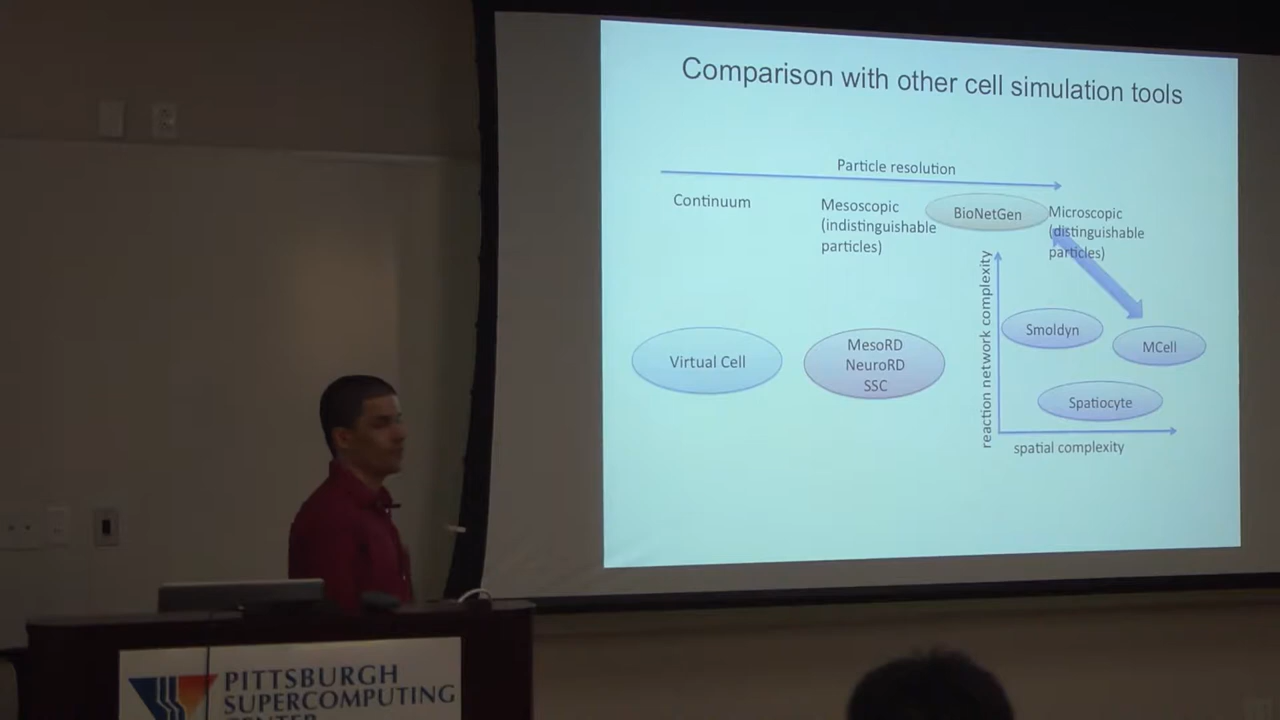 Comparison with other cell simulation tools
Particle resolution
Continuum
Mesoscopic
(indistinguishable
particles)
BioNetGen
Microscopic
(distinguishable
particles)
reaction network complexity
Virtual Cell
MesoRD
NeuroRD
SSC
Smoldyn
MCell
Spatiocyte
spatial complexity
PITTSBURGH
SUPERCOMPUTING
CENTER